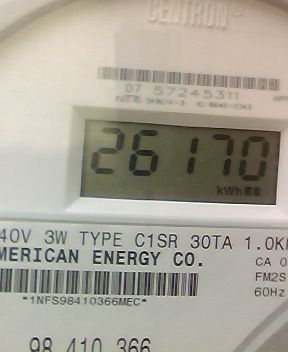 CENTRON
07 57245311
26170
kWh
40V 3W TYPE C1SR 30TA 1.0K
MERICAN ENERGY CO.
CA 0
FM2S
*1NFS98410366MEC*
60Hz
98 410 366